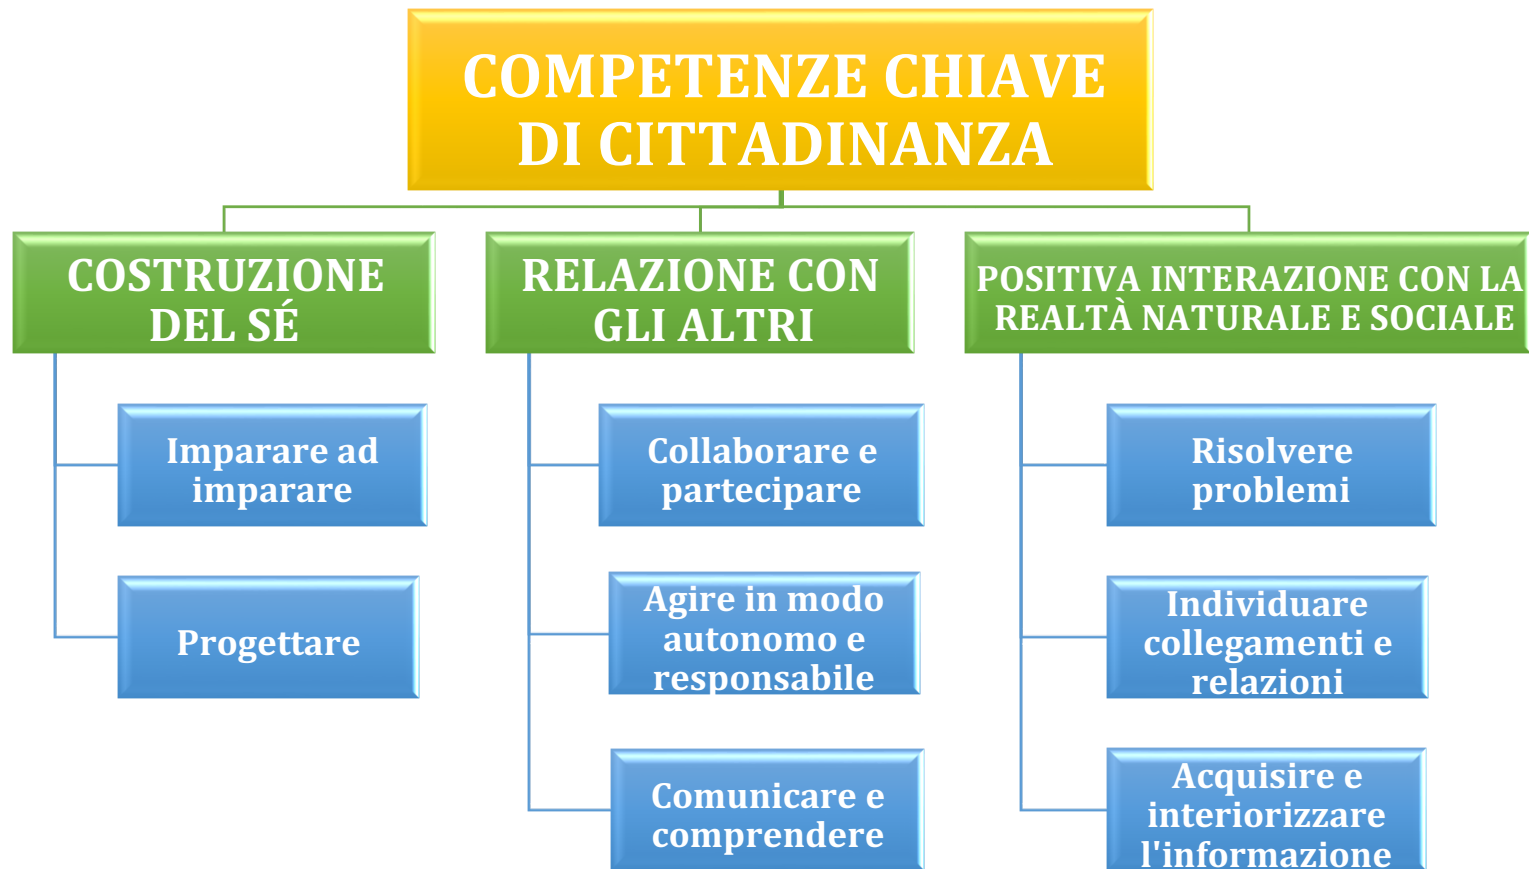 COMPETENZE CHIAVE
DI CITTADINANZA
COSTRUZIONE
DEL SÉ
Imparare ad
imparare
Progettare
RELAZIONE CON
GLI ALTRI
Collaborare e
partecipare
Agire in modo
autonomo e
responsabile
Comunicare e
comprendere
POSITIVA INTERAZIONE CON LA
REALTÀ NATURALE E SOCIALE
Risolvere
problemi
Individuare
collegamenti e
relazioni
Acquisire e
interiorizzare
l'informazione